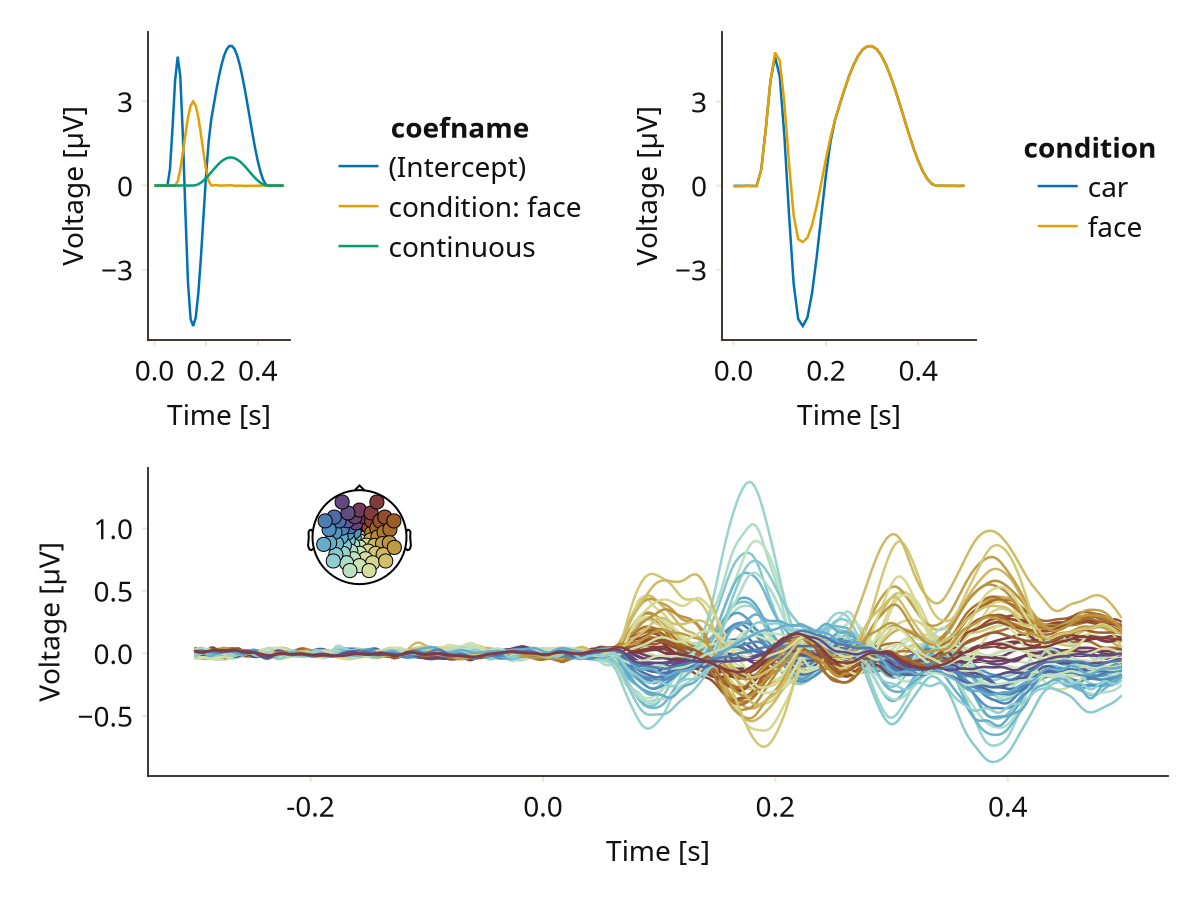 Voltage [µV]
3
0
−3
0.0 0.2 0.4
Time [s]
coefname
(Intercept)
condition: face
continuous
Voltage [µV]
3
0
−3
0.0 0.2 0.4
Time [s]
condition
car
face
Voltage [µV]
1.0
0.5
0.0
−0.5
-0.2 0.0 0.2 0.4
Time [s]